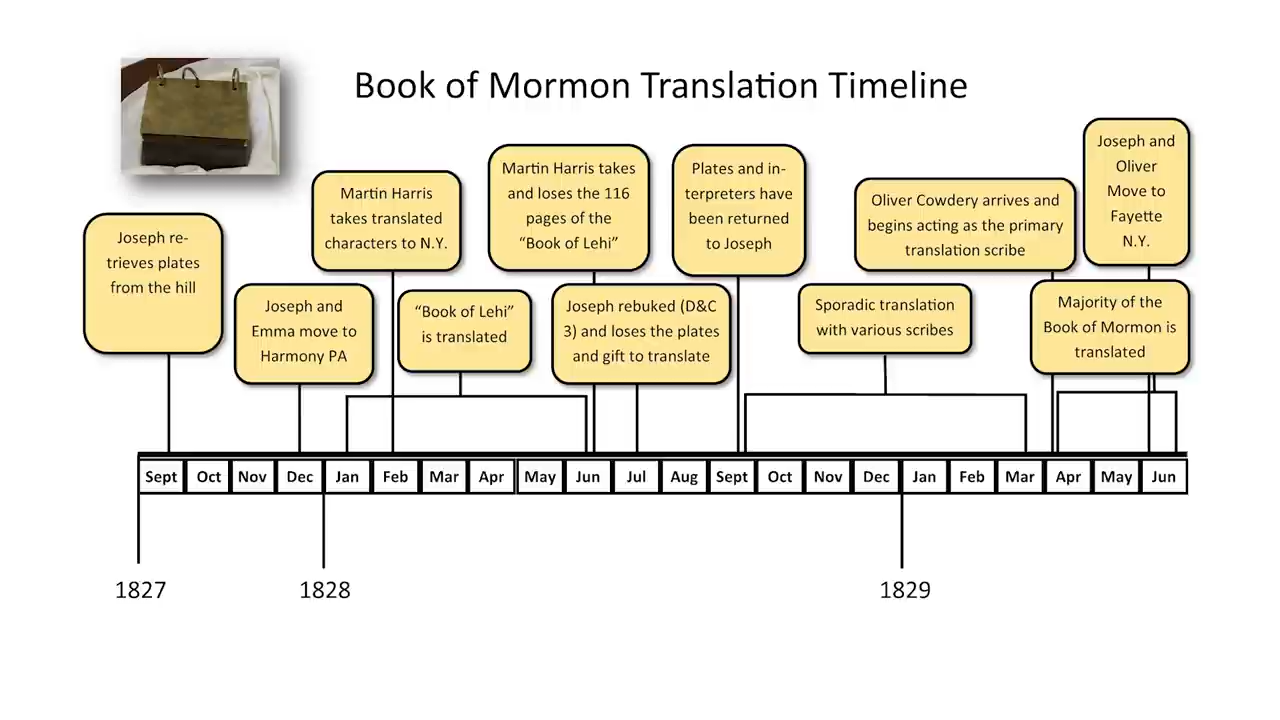 Book of Mormon Translation Timeline
Joseph re-
trieves plates
from the hill
Joseph and
Emma move to
Harmony PA
Martin Harris
takes translated
characters to N.Y.
“Book of Lehi”
is translated
Martin Harris takes
and loses the 116
pages of the
“Book of Lehi”
Joseph rebuked (D&C
3) and loses the plates
and gift to translate
Plates and in-
terpreters have
been returned
to Joseph
Sporadic translation
with various scribes
Oliver Cowdery arrives and
begins acting as the primary
translation scribe
Joseph and
Oliver
Move to
Fayette
N.Y.
Majority of the
Book of Mormon is
translated
Sept Oct Nov Dec Jan Feb Mar Apr May Jun Jul Aug Sept Oct Nov Dec Jan Feb Mar Apr May Jun
1827 1828 1829